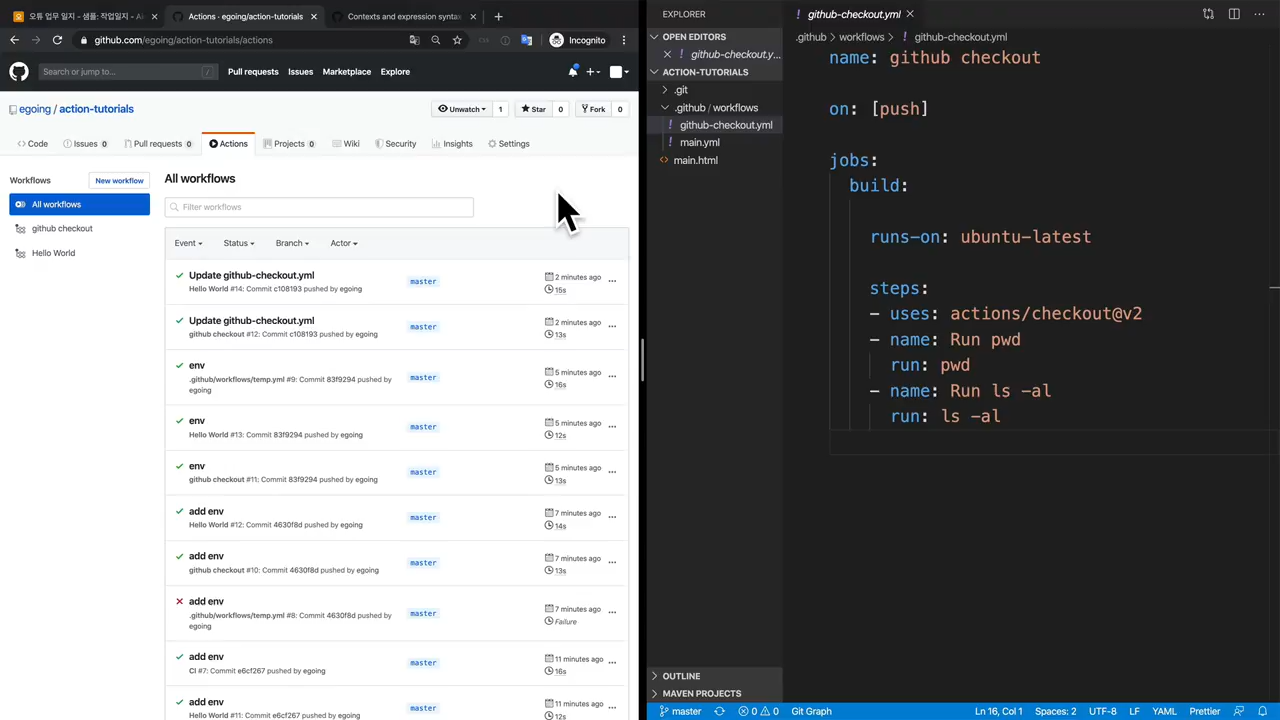 오튜 업무 일지 - 샘플: 작업일지 - Ai
Actions · egoing/action-tutorials
Contexts and expression syntax
github.com/egoing/action-tutorials/actions
Incognito
Search or jump to...
/
Pull requests
Issues
Marketplace
Explore
egoing / action-tutorials
Unwatch
1
Star
0
Fork
0
Code
Issues 0
Pull requests 0
Actions
Projects 0
Wiki
Security
Insights
Settings
Workflows
New workflow
All workflows
github checkout
Hello World
All workflows
Filter workflows
Event
Status
Branch
Actor
Update github-checkout.yml
Hello World #14: Commit c108193 pushed by egoing
master
2 minutes ago
15s
Update github-checkout.yml
github checkout #12: Commit c108193 pushed by egoing
master
2 minutes ago
13s
env
.github/workflows/temp.yml #9: Commit 83f9294 pushed by
egoing
master
5 minutes ago
16s
env
Hello World #13: Commit 83f9294 pushed by egoing
master
5 minutes ago
12s
env
github checkout #11: Commit 83f9294 pushed by egoing
master
5 minutes ago
13s
add env
Hello World #12: Commit 4630f8d pushed by egoing
master
7 minutes ago
14s
add env
github checkout #10: Commit 4630f8d pushed by egoing
master
7 minutes ago
13s
add env
.github/workflows/temp.yml #8: Commit 4630f8d pushed by
egoing
master
7 minutes ago
Failure
add env
CI #7: Commit e6cf267 pushed by egoing
master
11 minutes ago
16s
add env
Hello World #11: Commit e6cf267 pushed by egoing
master
11 minutes ago
12s
EXPLORER
OPEN EDITORS
github-checkout.y...
ACTION-TUTORIALS
.git
.github / workflows
github-checkout.yml
main.yml
main.html
OUTLINE
MAVEN PROJECTS
github-checkout.yml
.github > workflows > ! github-checkout.yml
name: github checkout
on: [push]
jobs:
build:
runs-on: ubuntu-latest
steps:
- uses: actions/checkout@v2
- name: Run pwd
run: pwd
- name: Run ls -al
run: ls -al
master
0
0
Git Graph
Ln 16, Col 1
Spaces: 2
UTF-8
LF
YAML
Prettier